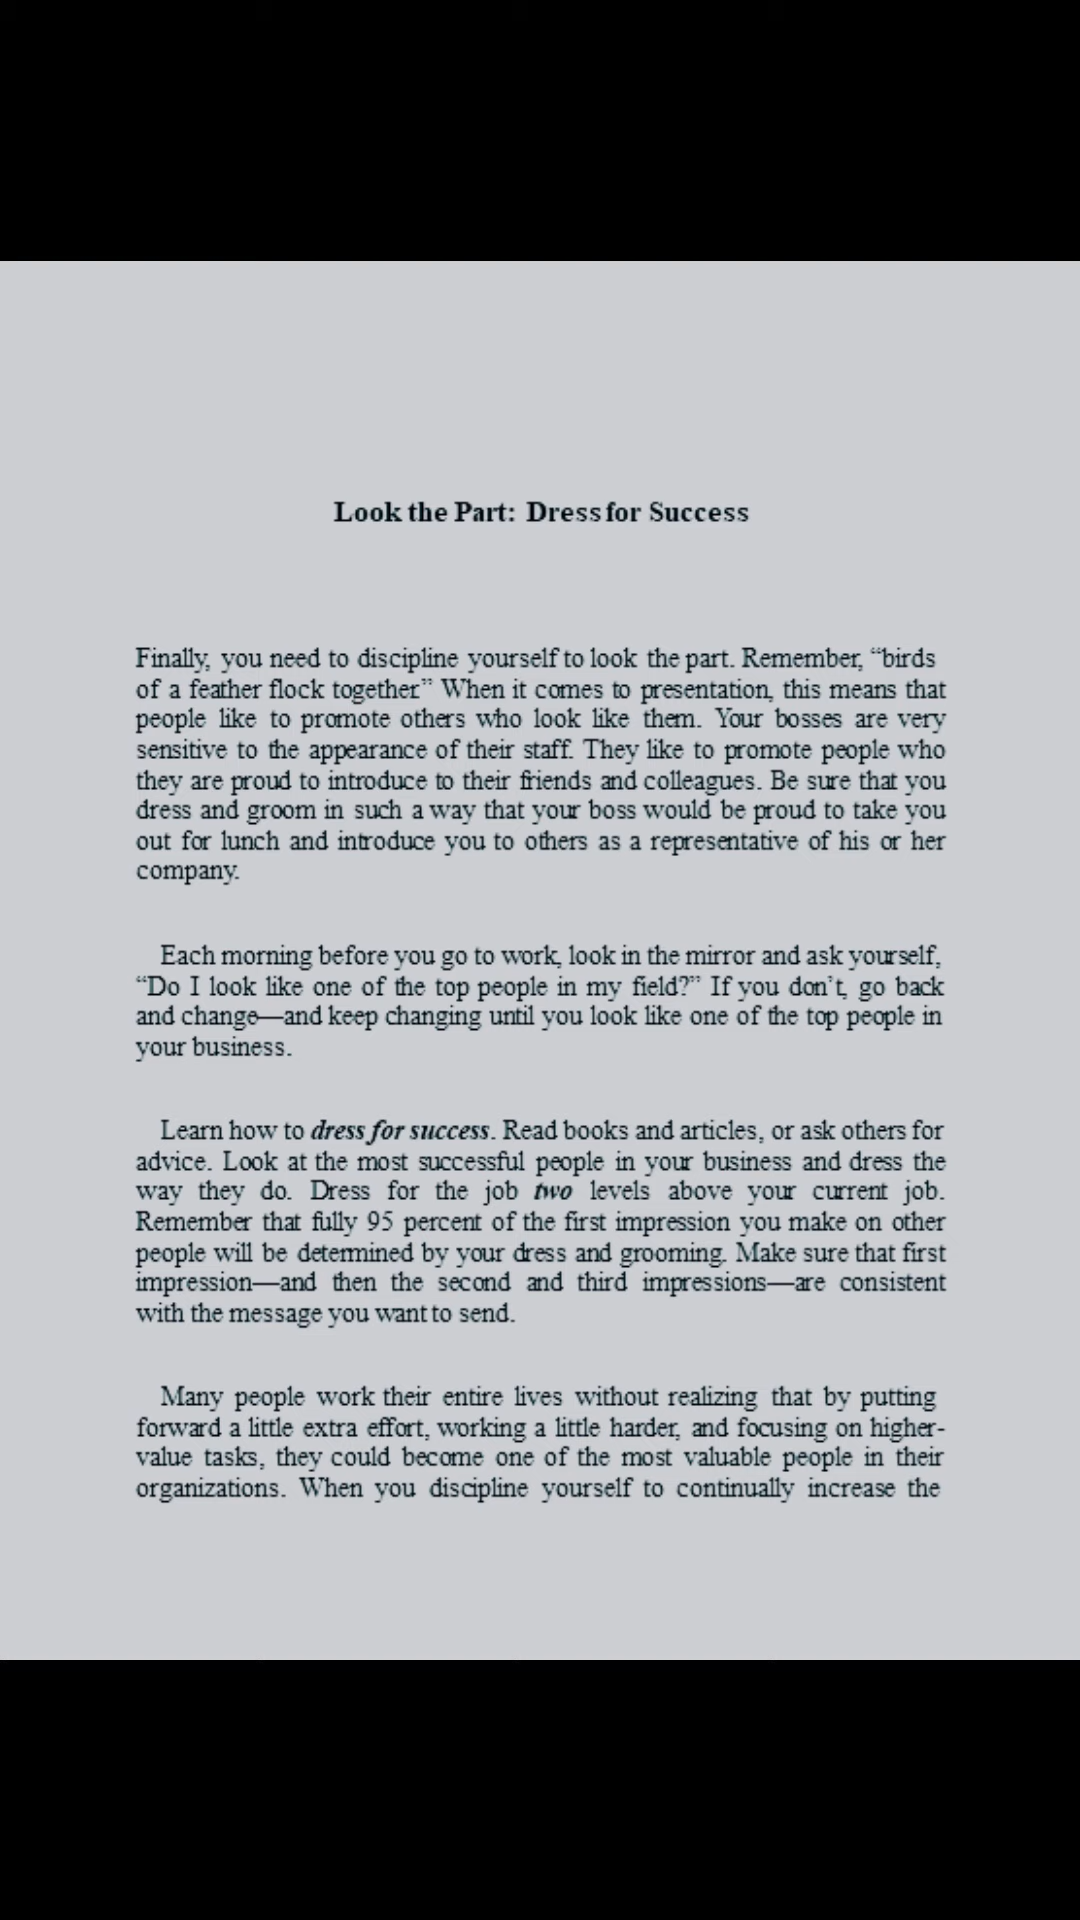 Look the Part: Dress for Success
Finally, you need to discipline yourself to look the part. Remember, “birds
of a feather flock together.” When it comes to presentation, this means that
people like to promote others who look like them. Your bosses are very
sensitive to the appearance of their staff. They like to promote people who
they are proud to introduce to their friends and colleagues. Be sure that you
dress and groom in such a way that your boss would be proud to take you
out for lunch and introduce you to others as a representative of his or her
company.
Each morning before you go to work, look in the mirror and ask yourself,
“Do I look like one of the top people in my field?” If you don’t, go back
and change—and keep changing until you look like one of the top people in
your business.
Learn how to dress for success. Read books and articles, or ask others for
advice. Look at the most successful people in your business and dress the
way they do. Dress for the job two levels above your current job.
Remember that fully 95 percent of the first impression you make on other
people will be determined by your dress and grooming. Make sure that first
impression—and then the second and third impressions—are consistent
with the message you want to send.
Many people work their entire lives without realizing that by putting
forward a little extra effort, working a little harder, and focusing on higher-
value tasks, they could become one of the most valuable people in their
organizations. When you discipline yourself to continually increase the